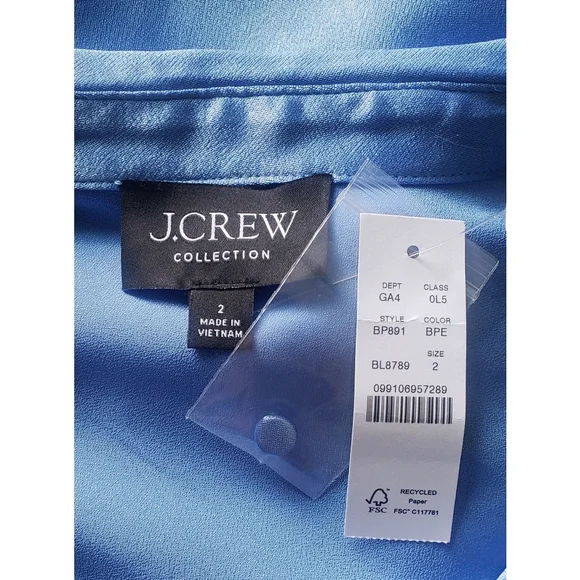 J.CREW
COLLECTION
2
MADE IN
VIETNAM
DEPT CLASS
GA4 0L5
STYLE COLOR
BP891 BPE
SIZE
BL8789 2
099106957289
RECYCLED
Paper
FSC
FSC® C117781